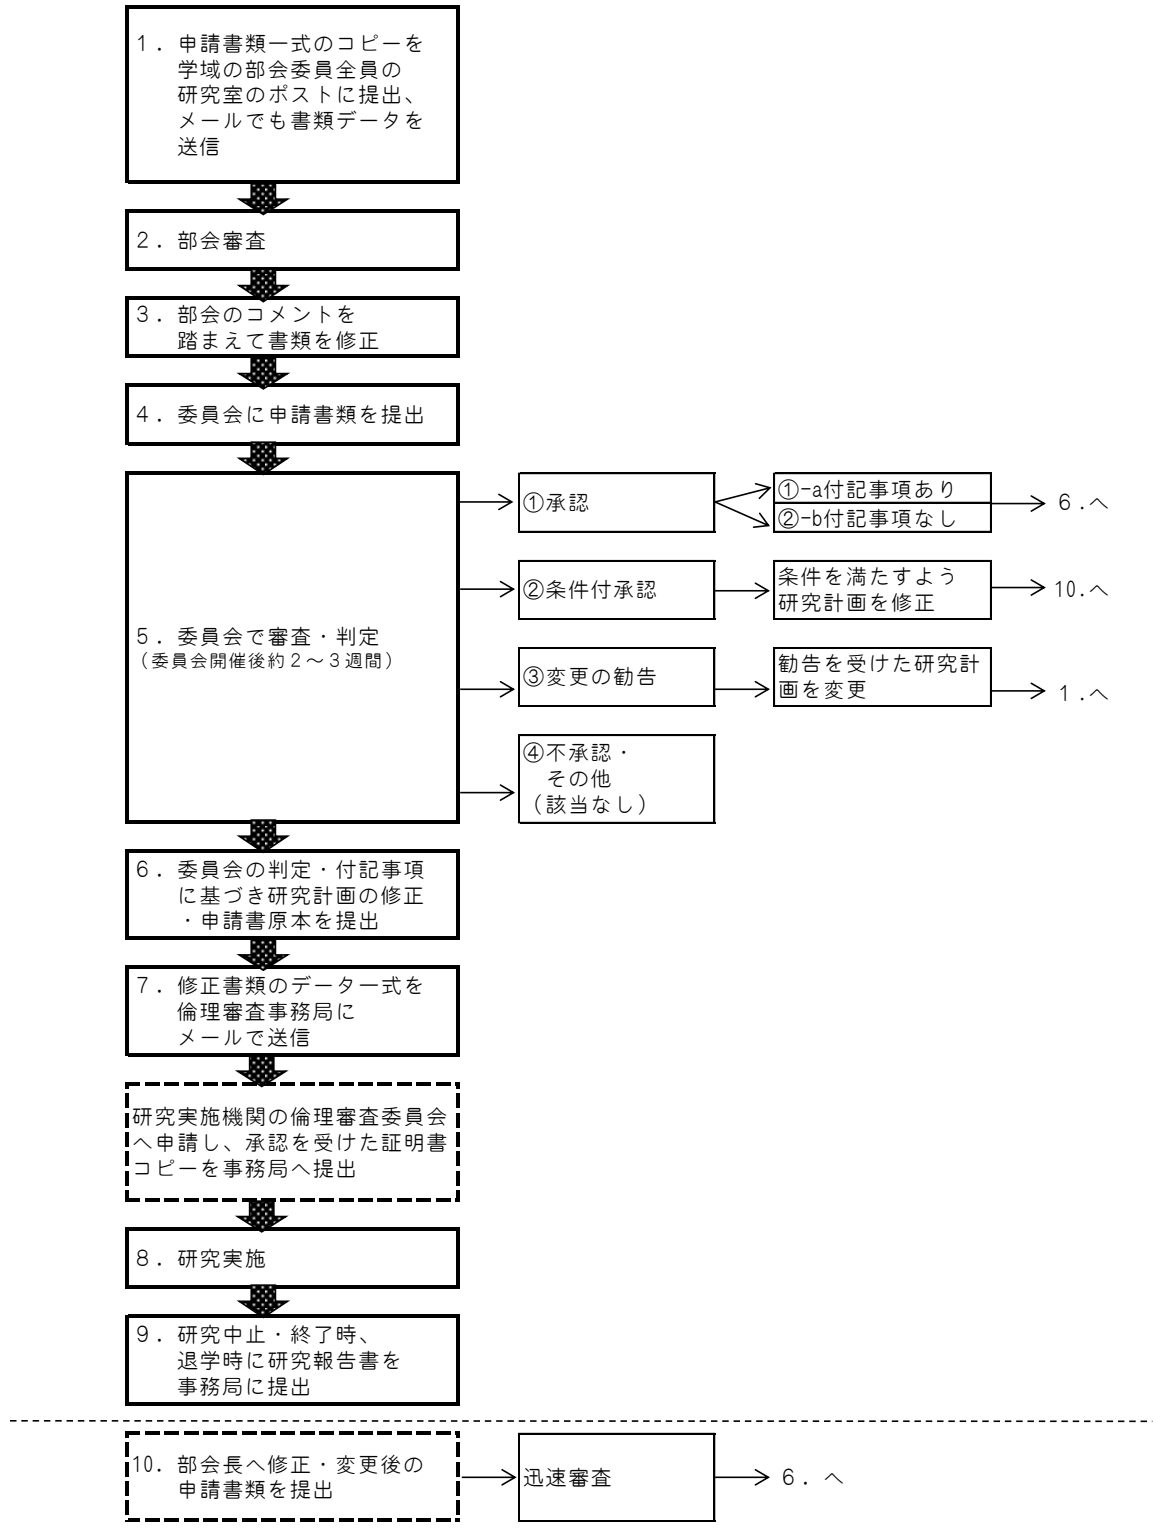 １．申請書類一式のコピーを
学域の部会委員全員の
研究室のポストに提出、
メールでも書類データを
送信
２．部会審査
３．部会のコメントを
踏まえて書類を修正
４．委員会に申請書類を提出
５．委員会で審査・判定
（委員会開催後約２～３週間）
①承認
①-a付記事項あり
②-b付記事項なし
６.へ
②条件付承認
条件を満たすよう
研究計画を修正
10.へ
③変更の勧告
勧告を受けた研究計
画を変更
１.へ
④不承認・
その他
（該当なし）
６．委員会の判定・付記事項
に基づき研究計画の修正
・申請書原本を提出
７．修正書類のデータ一式を
倫理審査事務局に
メールで送信
研究実施機関の倫理審査委員会
へ申請し、承認を受けた証明書
コピーを事務局へ提出
８．研究実施
９．研究中止・終了時、
退学時に研究報告書を
事務局に提出
10．部会長へ修正・変更後の
申請書類を提出
迅速審査
６．へ